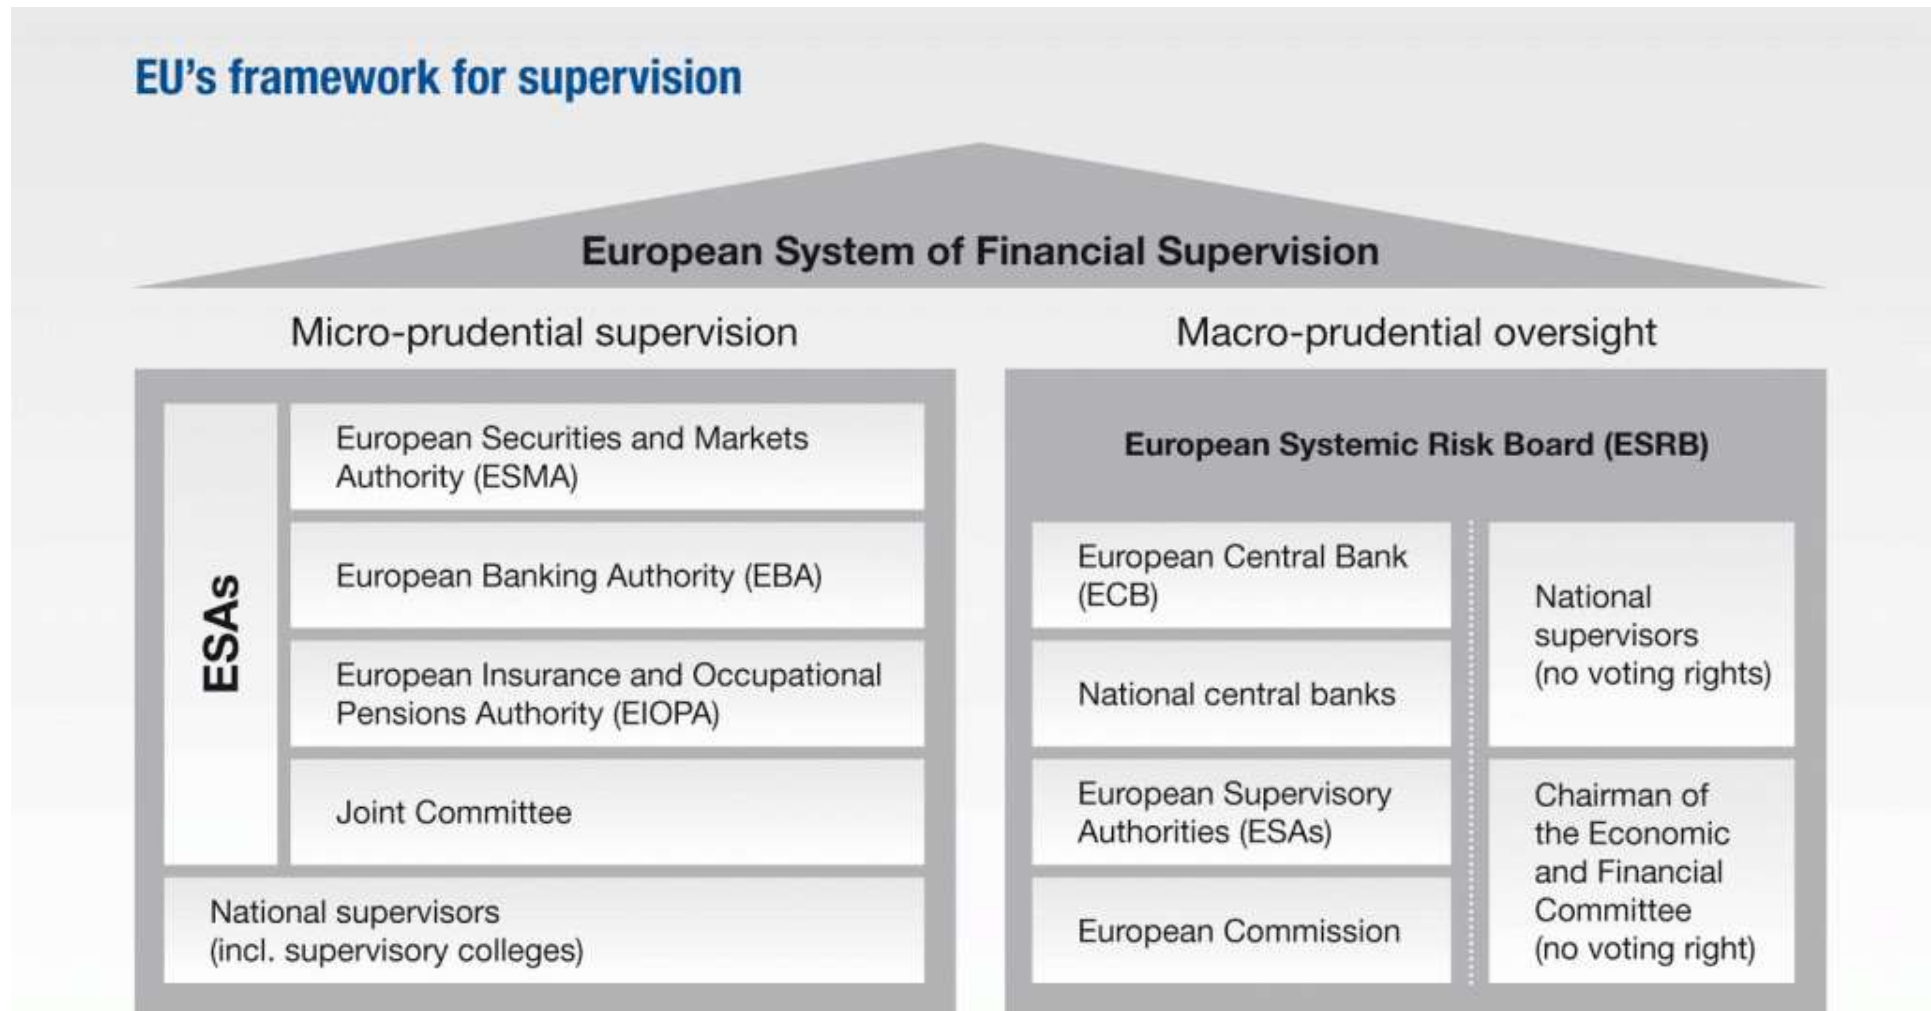 EU's framework for supervision
European System of Financial Supervision
Micro-prudential supervision
ESAs
European Securities and Markets
Authority (ESMA)
European Banking Authority (EBA)
European Insurance and Occupational
Pensions Authority (EIOPA)
Joint Committee
National supervisors
(incl. supervisory colleges)
Macro-prudential oversight
European Systemic Risk Board (ESRB)
European Central Bank
(ECB)
National central banks
European Supervisory
Authorities (ESAs)
European Commission
National
supervisors
(no voting rights)
Chairman of
the Economic
and Financial
Committee
(no voting right)